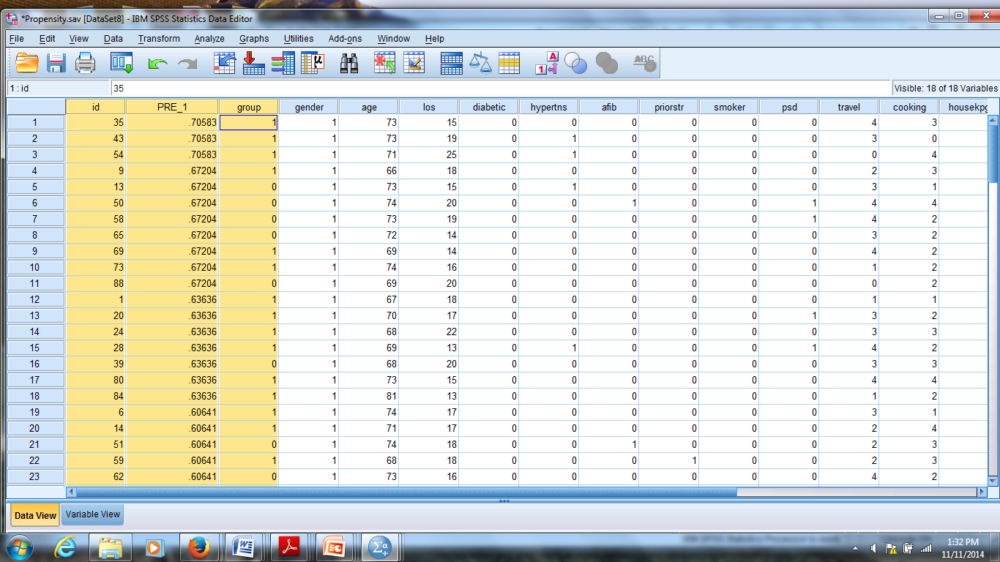 *Propensity.sav [DataSet8] - IBM SPSS Statistics Data Editor
File Edit View Data Transform Analyze Graphs Utilities Add-ons Window Help
1 : id 35 Visible: 18 of 18 Variables
id PRE_1 group gender age los diabetic hypertns afib priorstr smoker psd travel cooking housekpg
1 35 .70583 1 1 73 15 0 0 0 0 0 0 4 3
2 43 .70583 1 1 73 19 0 1 0 0 0 0 3 0
3 54 .70583 1 1 71 25 0 1 0 0 0 0 0 4
4 9 .67204 1 1 66 18 0 0 0 0 0 0 2 3
5 13 .67204 0 1 73 15 0 1 0 0 0 0 3 1
6 50 .67204 0 1 74 20 0 0 1 0 0 1 4 4
7 58 .67204 0 1 73 19 0 0 0 0 0 1 4 2
8 65 .67204 0 1 72 14 0 0 0 0 0 0 3 2
9 69 .67204 1 1 69 14 0 0 0 0 0 0 4 2
10 73 .67204 1 1 74 16 0 0 0 0 0 0 1 2
11 88 .67204 0 1 69 20 0 0 0 0 0 0 0 2
12 1 .63636 1 1 67 18 0 0 0 0 0 0 1 1
13 20 .63636 1 1 70 17 0 0 0 0 0 1 3 2
14 24 .63636 1 1 68 22 0 0 0 0 0 0 3 3
15 28 .63636 1 1 69 13 0 1 0 0 0 1 4 2
16 39 .63636 0 1 68 20 0 0 0 0 0 0 3 3
17 80 .63636 1 1 73 15 0 0 0 0 0 0 4 4
18 84 .63636 1 1 81 13 0 0 0 0 0 0 1 2
19 6 .60641 1 1 74 17 0 0 0 0 0 0 3 1
20 14 .60641 1 1 71 17 0 0 0 0 0 0 2 4
21 51 .60641 0 1 74 18 0 0 1 0 0 0 2 3
22 59 .60641 1 1 68 18 0 0 0 1 0 0 2 3
23 62 .60641 0 1 73 16 0 0 0 0 0 0 4 2
Data View Variable View
1:32 PM
11/11/2014